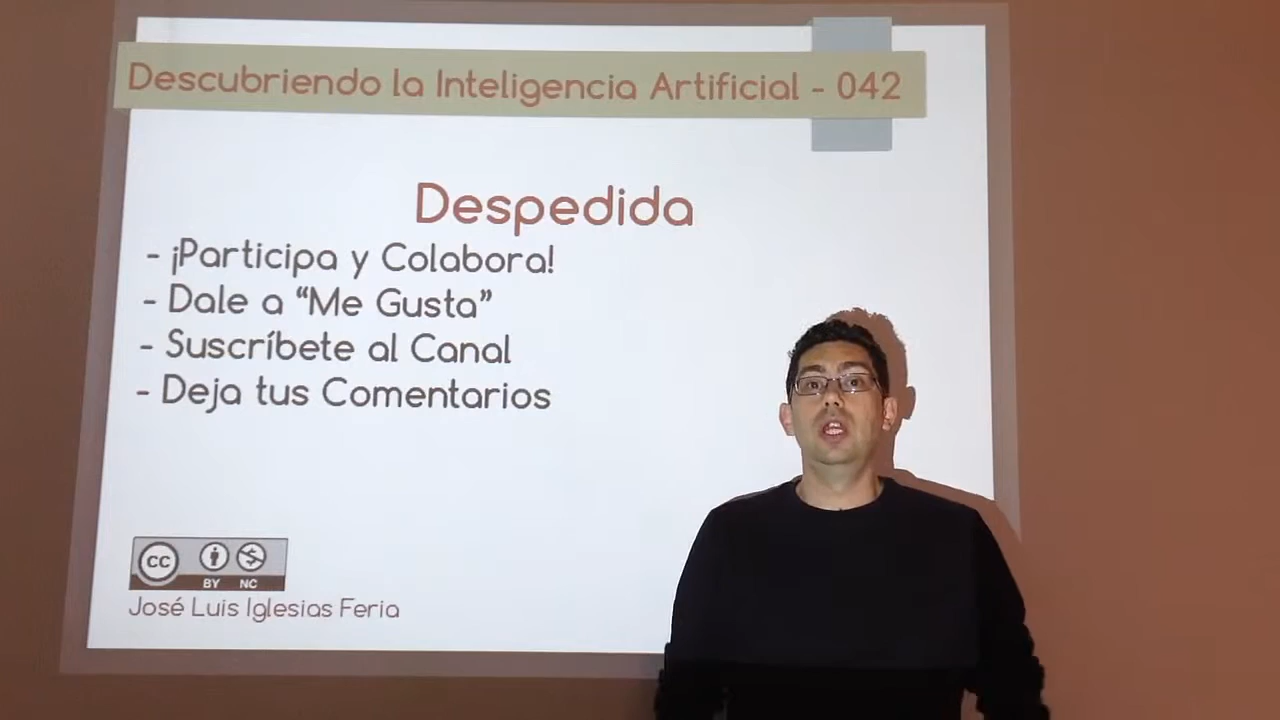 Descubriendo la Inteligencia Artificial - 042
Despedida
- ¡Participa y Colabora!
- Dale a “Me Gusta”
- Suscríbete al Canal
- Deja tus Comentarios
CC
BY NC
José Luis Iglesias Feria